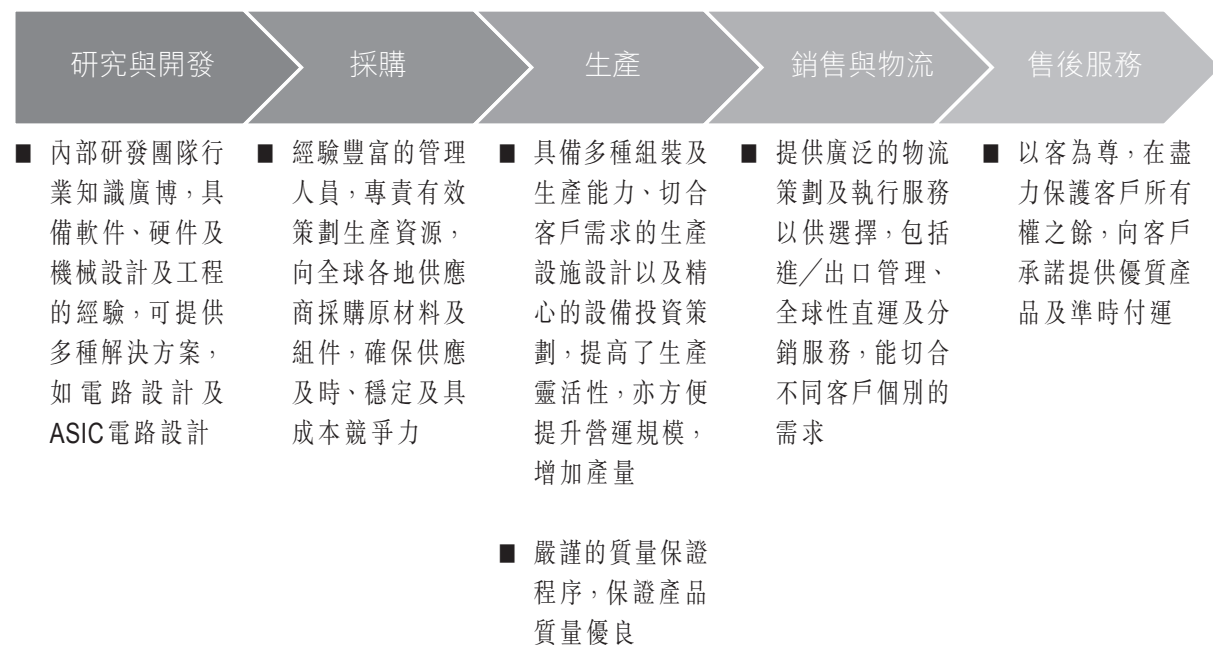 研究與開發
採購
生產
銷售與物流
售後服務
■ 內部研發團隊行
業知識廣博，具
備軟件、硬件及
機械設計及工程
的經驗，可提供
多種解決方案，
如電路設計及
ASIC電路設計
■ 經驗豐富的管理
人員，專責有效
策劃生產資源，
向全球各地供應
商採購原材料及
組件，確保供應
及時、穩定及具
成本競爭力
■ 具備多種組裝及
生產能力、切合
客戶需求的生產
設施設計以及精
心的設備投資策
劃，提高了生產
靈活性，亦方便
提升營運規模，
增加產量
■ 嚴謹的質量保證
程序，保證產品
質量優良
■ 提供廣泛的物流
策劃及執行服務
以供選擇，包括
進╱出口管理、
全球性直運及分
銷服務，能切合
不同客戶個別的
需求
■ 以客為尊，在盡
力保護客戶所有
權之餘，向客戶
承諾提供優質產
品及準時付運